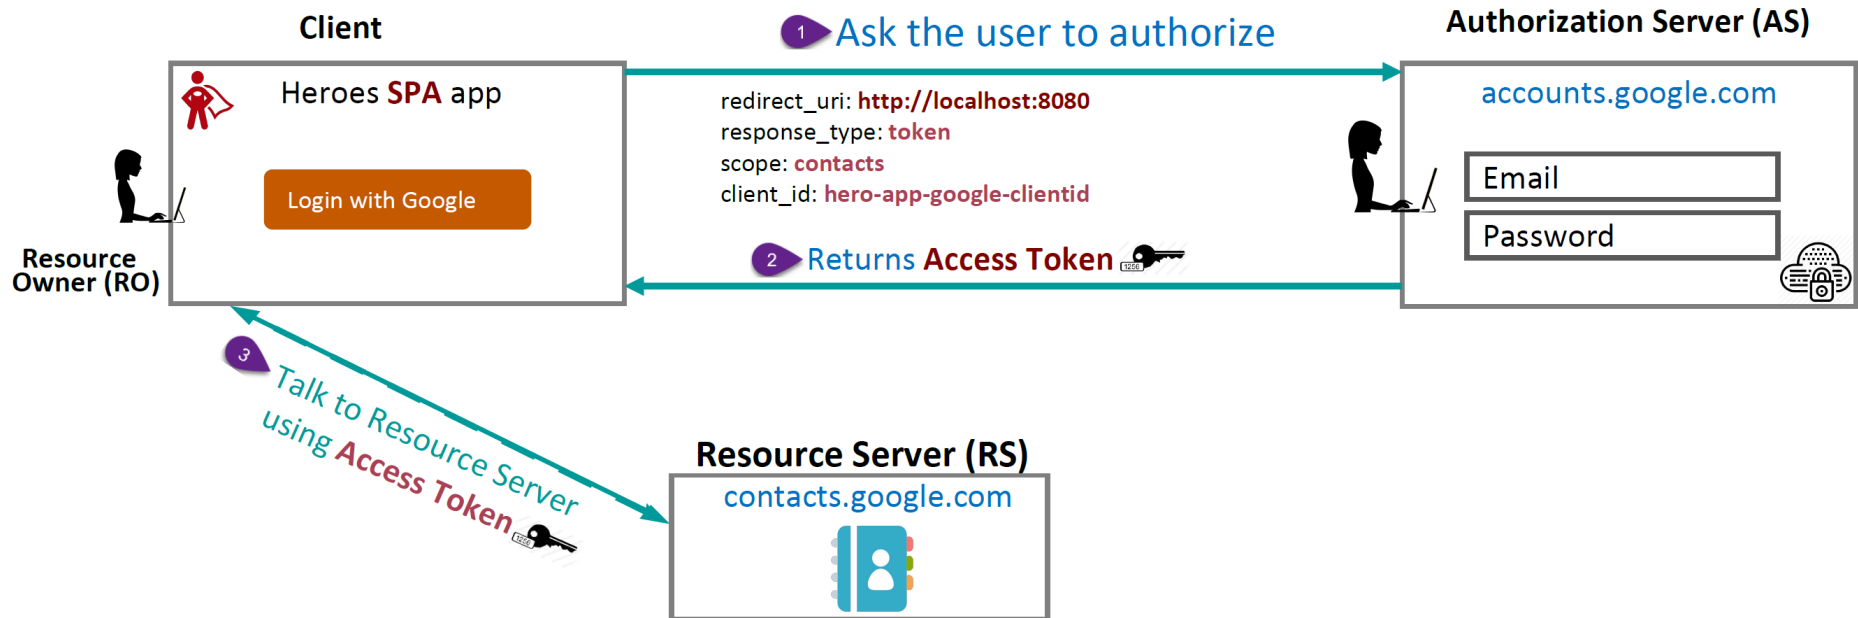 Client
1 Ask the user to authorize
Authorization Server (AS)
Heroes SPA app
Login with Google
Resource
Owner (RO)
redirect_uri: http://localhost:8080
response_type: token
scope: contacts
client_id: hero-app-google-clientid
accounts.google.com
Email
Password
2 Returns Access Token
1256
3
Talk to Resource Server
using Access Token
1256
Resource Server (RS)
contacts.google.com